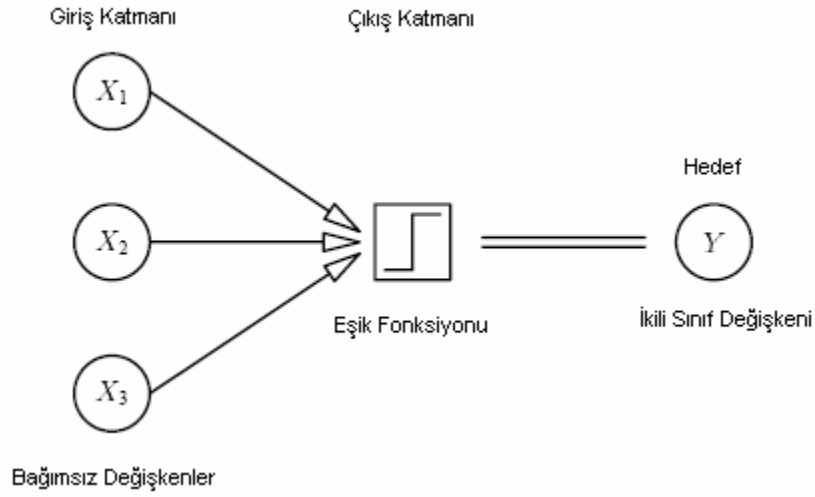 Giriş Katmanı
Çıkış Katmanı
X1
X2
X3
Hedef
Y
Eşik Fonksiyonu
İkili Sınıf Değişkeni
Bağımsız Değişkenler